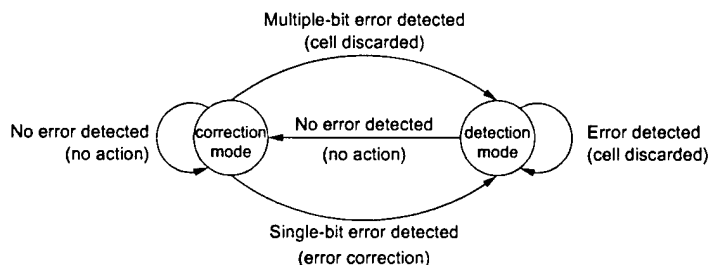 Multiple-bit error detected
(cell discarded)
No error detected
(no action)
correction
mode
No error detected
(no action)
detection
mode
Error detected
(cell discarded)
Single-bit error detected
(error correction)